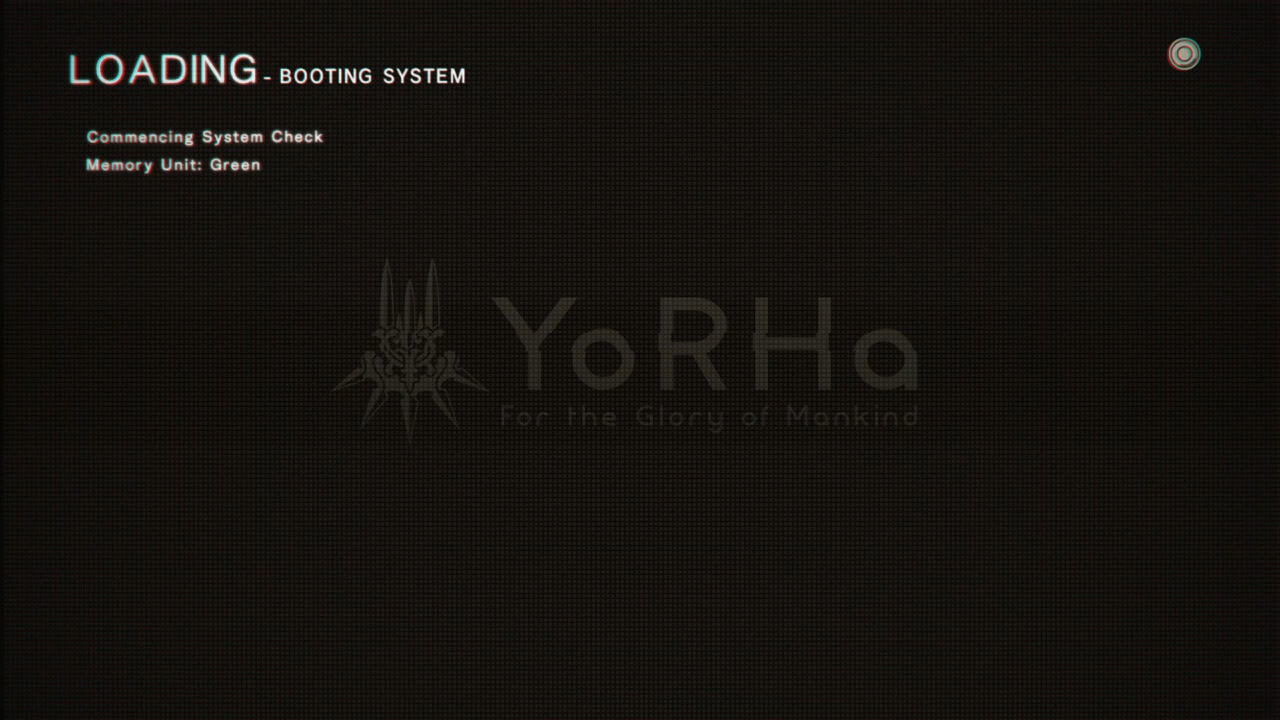 LOADING - BOOTING SYSTEM
Commencing System Check
Memory Unit: Green
YoRHa
For the Glory of Mankind